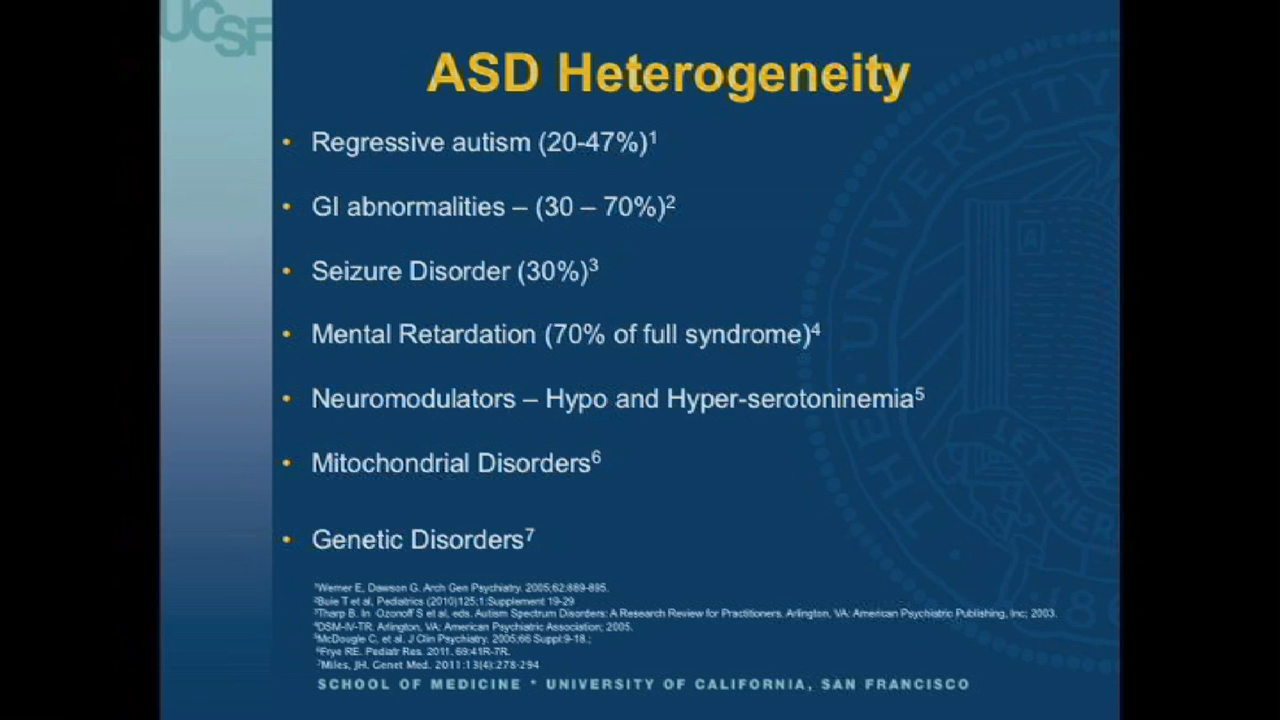 UCSF
ASD Heterogeneity
• Regressive autism (20-47%)¹
• GI abnormalities – (30 – 70%)²
• Seizure Disorder (30%)³
• Mental Retardation (70% of full syndrome)⁴
• Neuromodulators – Hypo and Hyper-serotoninemia⁵
• Mitochondrial Disorders⁶
• Genetic Disorders⁷
¹Werner E, Dawson G. Arch Gen Psychiatry. 2005;62:889-895.
²Buie T et al, Pediatrics (2010)125;1:Supplement 19-29
³Tharp B. In: Ozonoff S et al, eds. Autism Spectrum Disorders: A Research Review for Practitioners. Arlington, VA: American Psychiatric Publishing, Inc; 2003.
⁴DSM-IV-TR. Arlington, VA: American Psychiatric Association; 2005.
⁵McDougle C, et al. J Clin Psychiatry. 2005;66 Suppl:9-18.;
⁶Frye RE. Pediatr Res. 2011. 69:41R-7R.
⁷Miles, JH. Genet Med. 2011:13(4):278-294
SCHOOL OF MEDICINE * UNIVERSITY OF CALIFORNIA, SAN FRANCISCO
THE UNIVERSITY
LET THERE